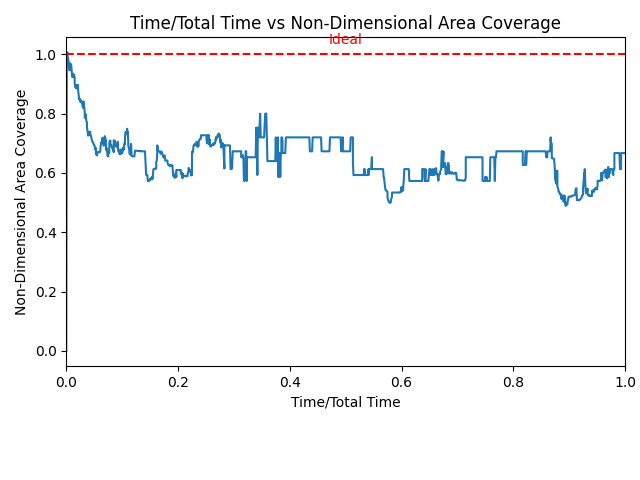 Time/Total Time vs Non-Dimensional Area Coverage
Ideal
1.0
0.8
0.6
0.4
0.2
0.0
Non-Dimensional Area Coverage
0.0 0.2 0.4 0.6 0.8 1.0
Time/Total Time